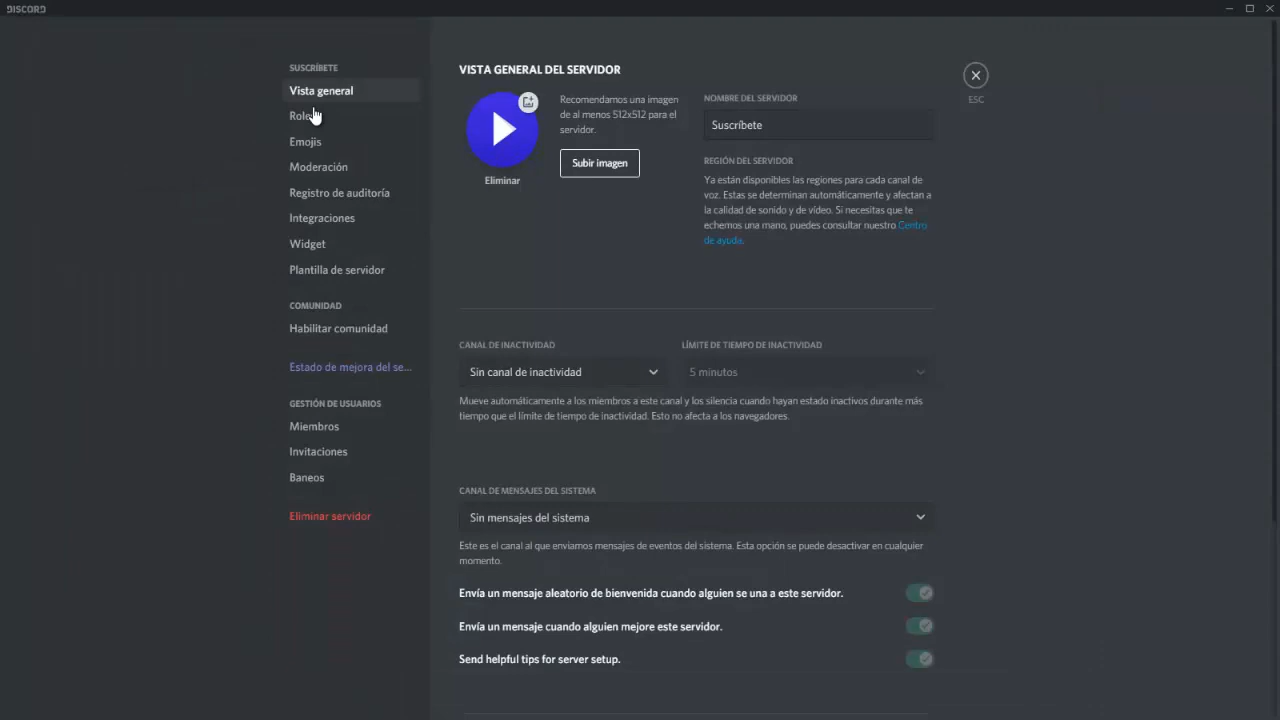 DISCORD
SUSCRÍBETE
Vista general
Roles
Emojis
Moderación
Registro de auditoría
Integraciones
Widget
Plantilla de servidor
COMUNIDAD
Habilitar comunidad
Estado de mejora del se...
GESTIÓN DE USUARIOS
Miembros
Invitaciones
Baneos
Eliminar servidor
VISTA GENERAL DEL SERVIDOR
Eliminar
Recomendamos una imagen
de al menos 512x512 para el
servidor.
Subir imagen
NOMBRE DEL SERVIDOR
Suscríbete
REGIÓN DEL SERVIDOR
Ya están disponibles las regiones para cada canal de
voz. Estas se determinan automáticamente y afectan a
la calidad de sonido y de vídeo. Si necesitas que te
echemos una mano, puedes consultar nuestro Centro
de ayuda.
ESC
CANAL DE INACTIVIDAD
Sin canal de inactividad
LÍMITE DE TIEMPO DE INACTIVIDAD
5 minutos
Mueve automáticamente a los miembros a este canal y los silencia cuando hayan estado inactivos durante más
tiempo que el límite de tiempo de inactividad. Esto no afecta a los navegadores.
CANAL DE MENSAJES DEL SISTEMA
Sin mensajes del sistema
Este es el canal al que enviamos mensajes de eventos del sistema. Esta opción se puede desactivar en cualquier
momento.
Envía un mensaje aleatorio de bienvenida cuando alguien se una a este servidor.
Envía un mensaje cuando alguien mejore este servidor.
Send helpful tips for server setup.